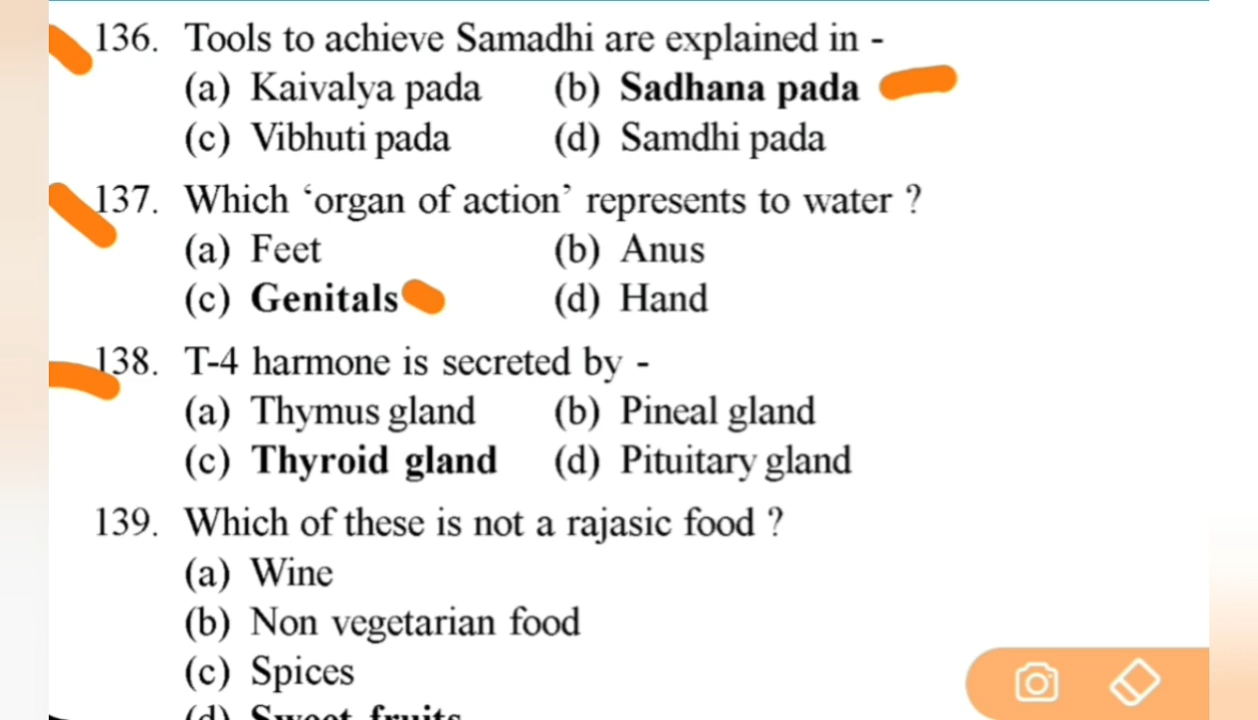 136. Tools to achieve Samadhi are explained in -
(a) Kaivalya pada (b) Sadhana pada
(c) Vibhuti pada (d) Samdhi pada
137. Which ‘organ of action’ represents to water ?
(a) Feet (b) Anus
(c) Genitals (d) Hand
138. T-4 harmone is secreted by -
(a) Thymus gland (b) Pineal gland
(c) Thyroid gland (d) Pituitary gland
139. Which of these is not a rajasic food ?
(a) Wine
(b) Non vegetarian food
(c) Spices
(d) Sweet fruits